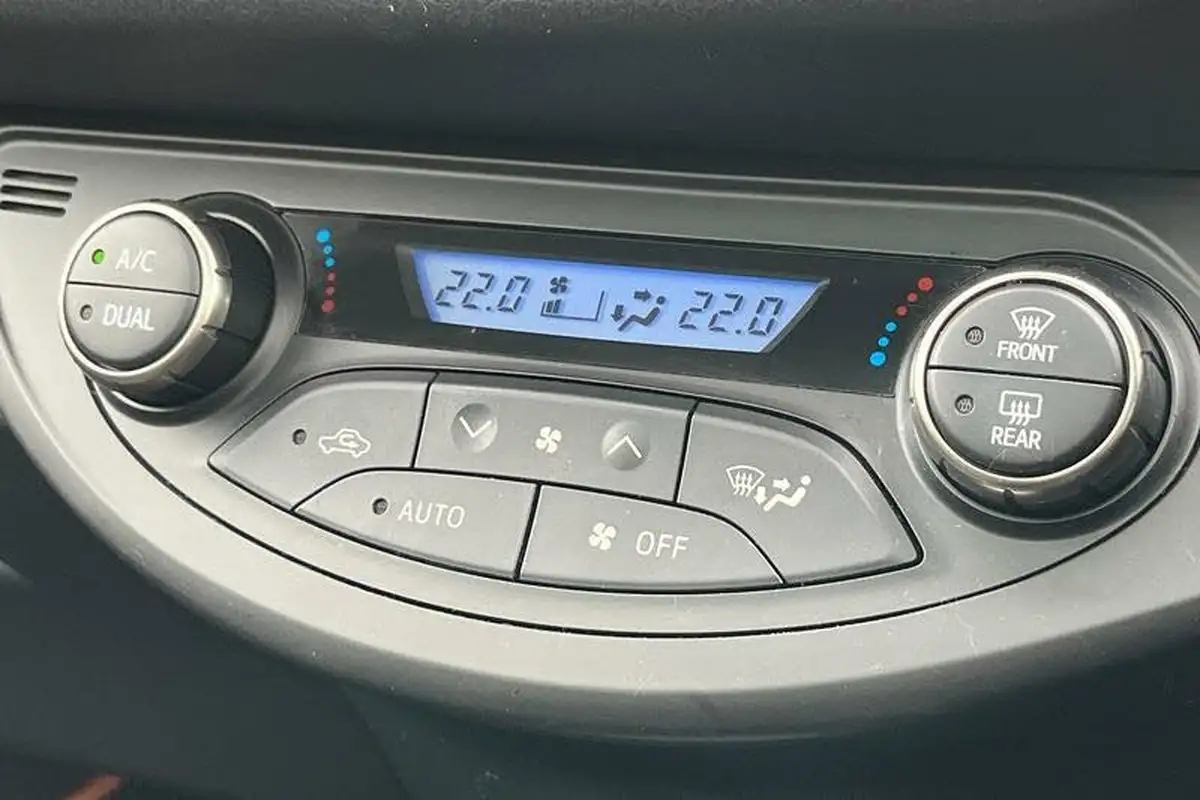 A/C
DUAL
22.0 22.0
FRONT
REAR
AUTO
OFF